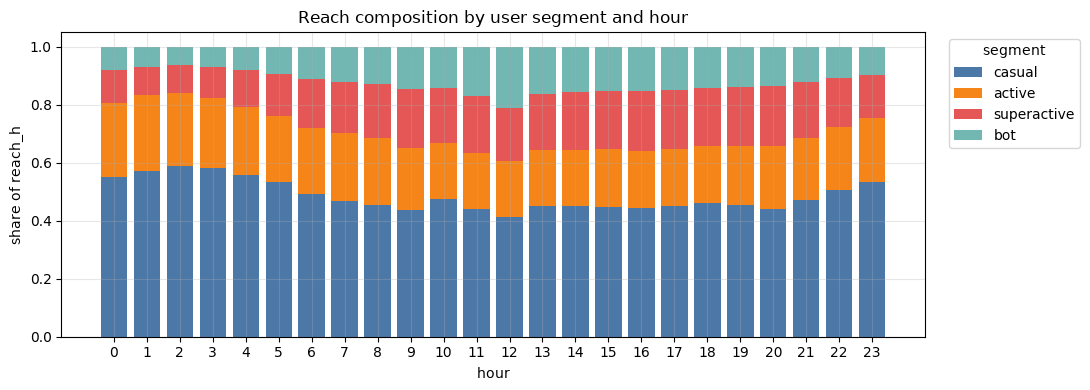 Reach composition by user segment and hour
share of reach_h
1.0
0.8
0.6
0.4
0.2
0.0
0 1 2 3 4 5 6 7 8 9 10 11 12 13 14 15 16 17 18 19 20 21 22 23
hour
segment
casual
active
superactive
bot